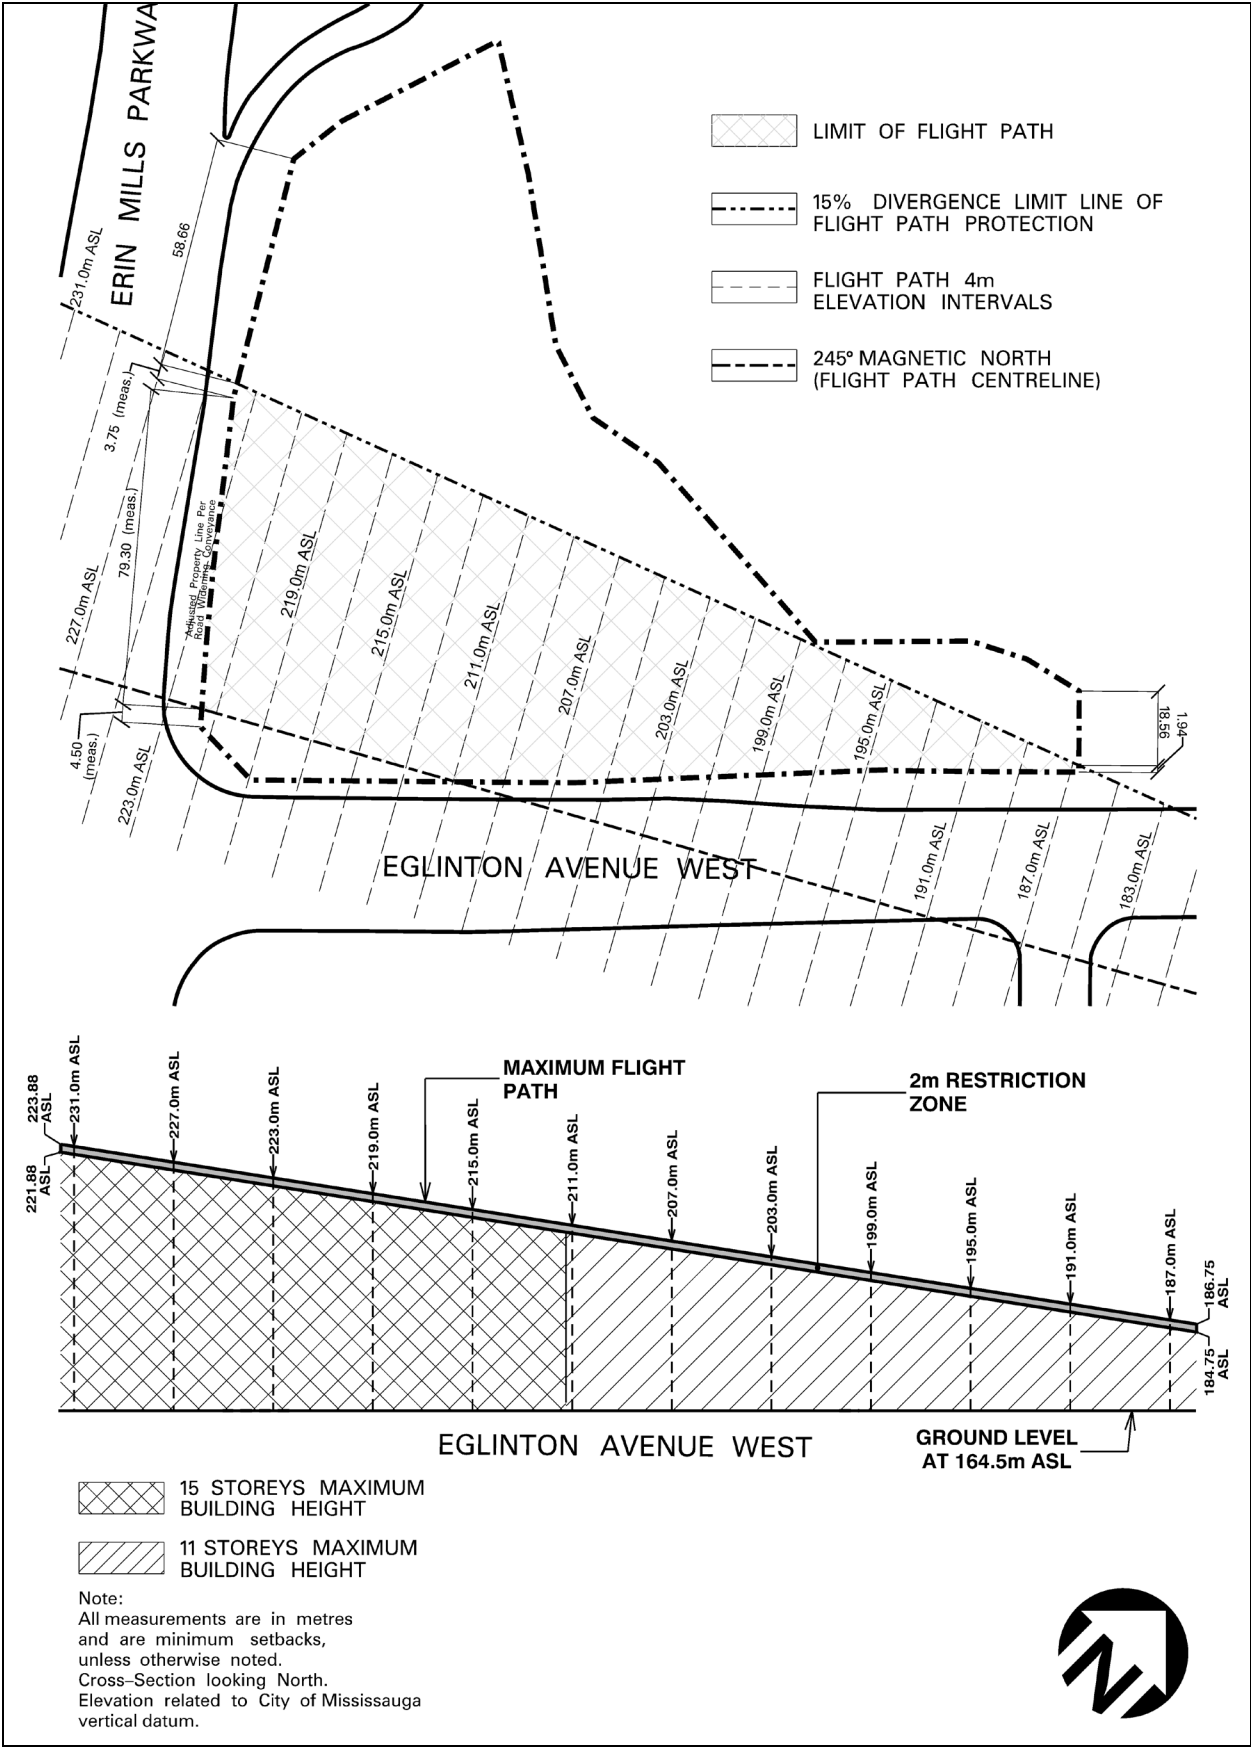 ERIN MILLS PARKWA
LIMIT OF FLIGHT PATH
15% DIVERGENCE LIMIT LINE OF
FLIGHT PATH PROTECTION
FLIGHT PATH 4m
ELEVATION INTERVALS
245° MAGNETIC NORTH
(FLIGHT PATH CENTRELINE)
58.66
231.0m ASL
3.75 (meas.)
79.30 (meas.)
Adjusted Property Line Per
Road Widening Conveyance
227.0m ASL
4.50
(meas.)
223.0m ASL
219.0m ASL
215.0m ASL
211.0m ASL
207.0m ASL
203.0m ASL
199.0m ASL
195.0m ASL
191.0m ASL
187.0m ASL
183.0m ASL
18.56
1.94
EGLINTON AVENUE WEST
223.88
ASL
221.88
ASL
231.0m ASL
227.0m ASL
223.0m ASL
219.0m ASL
215.0m ASL
211.0m ASL
207.0m ASL
203.0m ASL
199.0m ASL
195.0m ASL
191.0m ASL
187.0m ASL
186.75
ASL
184.75
ASL
MAXIMUM FLIGHT
PATH
2m RESTRICTION
ZONE
EGLINTON AVENUE WEST
GROUND LEVEL
AT 164.5m ASL
15 STOREYS MAXIMUM
BUILDING HEIGHT
11 STOREYS MAXIMUM
BUILDING HEIGHT
Note:
All measurements are in metres
and are minimum setbacks,
unless otherwise noted.
Cross–Section looking North.
Elevation related to City of Mississauga
vertical datum.
N